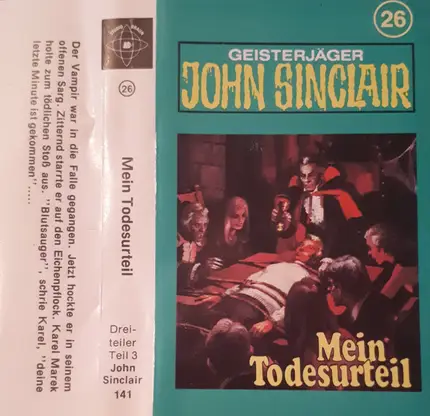 Der Vampir war in die Falle gegangen. Jetzt hockte er in seinem
offenen Sarg. Zitternd starrte er auf den Eichenpflock. Karel Marek
holte zum tödlichen Stoß aus. "Blutsauger", schrie Karel, "deine
letzte Minute ist gekommen".....
26
Mein Todesurteil
Drei-
teiler
Teil 3
John
Sinclair
141
26
GEISTERJÄGER
JOHN SINCLAIR
Mein
Todesurteil